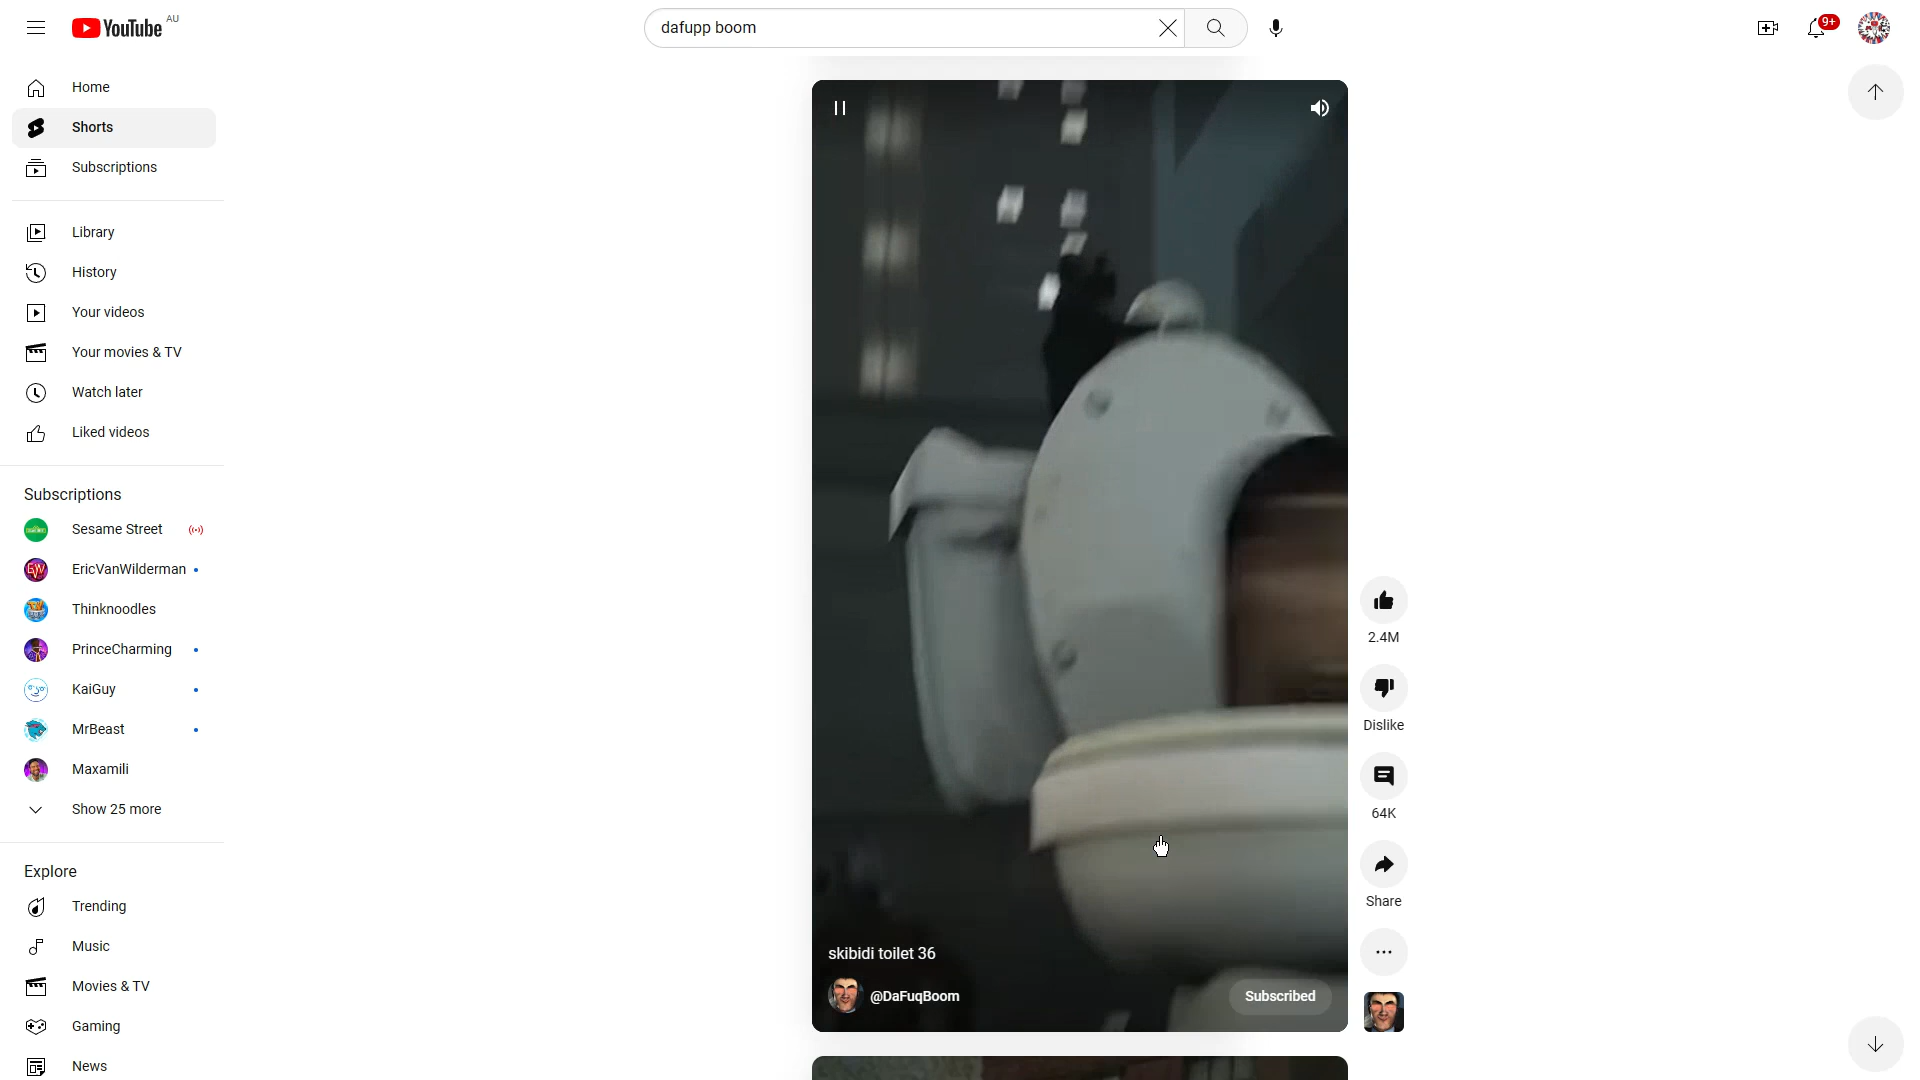 YouTube AU
dafupp boom
9+
Home
Shorts
Subscriptions
Library
History
Your videos
Your movies & TV
Watch later
Liked videos
Subscriptions
Sesame Street
EricVanWilderman
Thinknoodles
PrinceCharming
KaiGuy
MrBeast
Maxamili
Show 25 more
Explore
Trending
Music
Movies & TV
Gaming
News
2.4M
Dislike
64K
Share
skibidi toilet 36
@DaFuqBoom
Subscribed